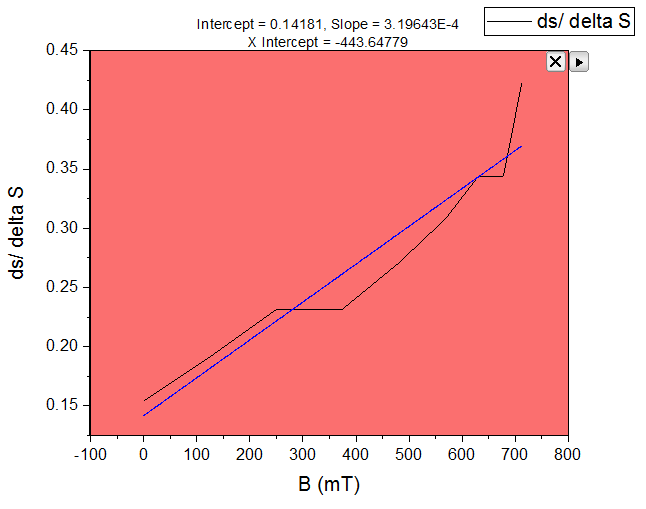 Intercept = 0.14181, Slope = 3.19643E-4
X Intercept = -443.64779
ds/ delta S
0.45
0.40
0.35
0.30
0.25
0.20
0.15
ds/ delta S
-100 0 100 200 300 400 500 600 700 800
B (mT)